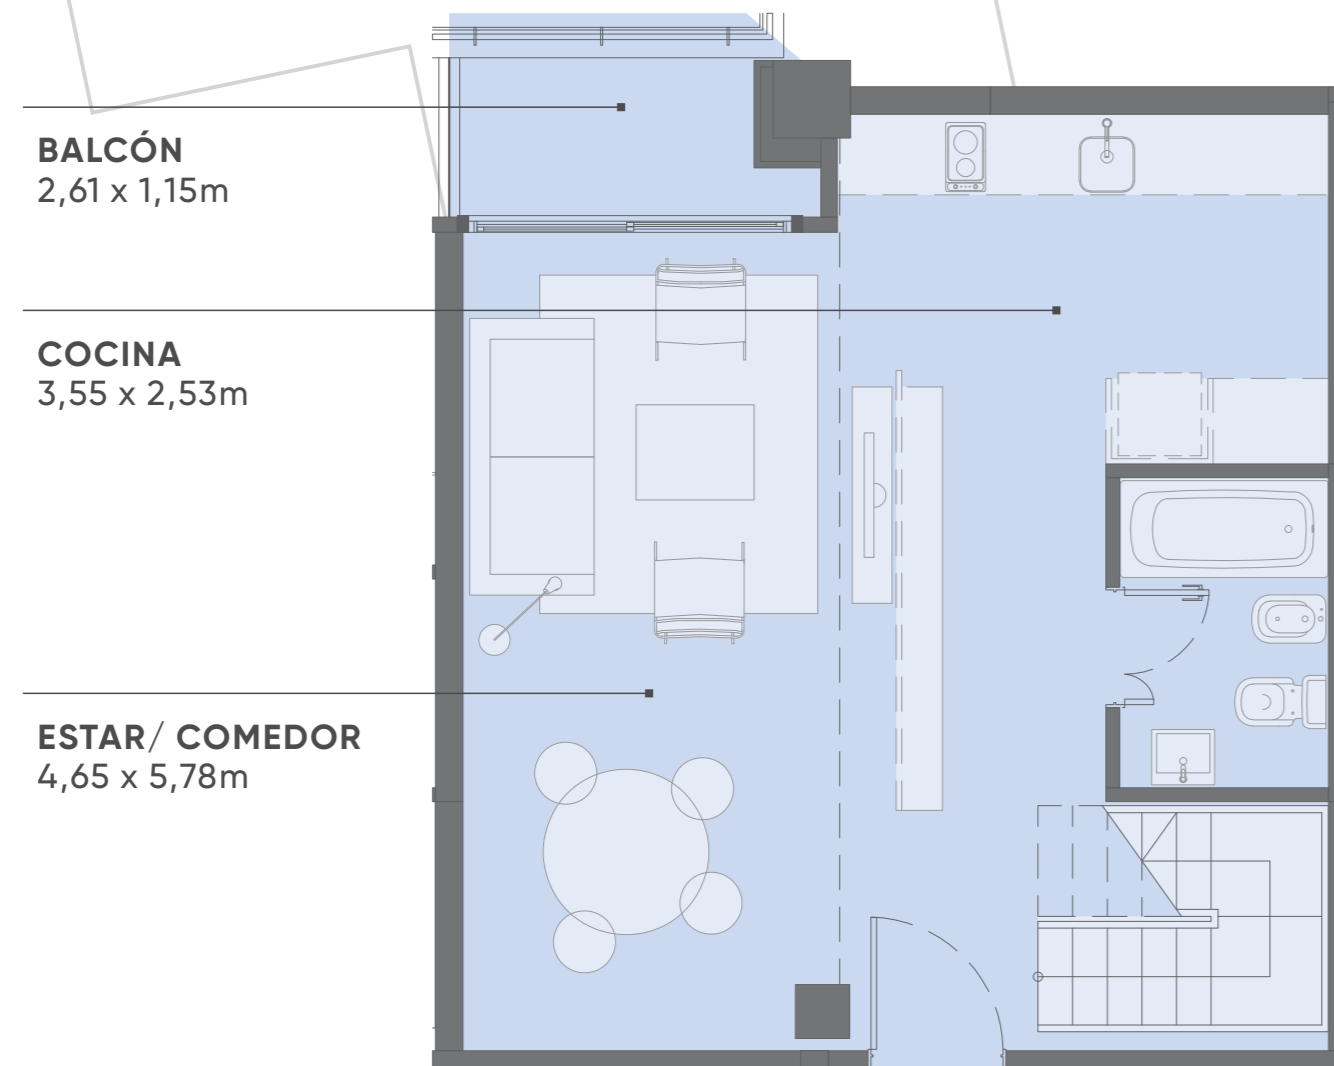 BALCÓN
2,61 x 1,15m
COCINA
3,55 x 2,53m
ESTAR/ COMEDOR
4,65 x 5,78m